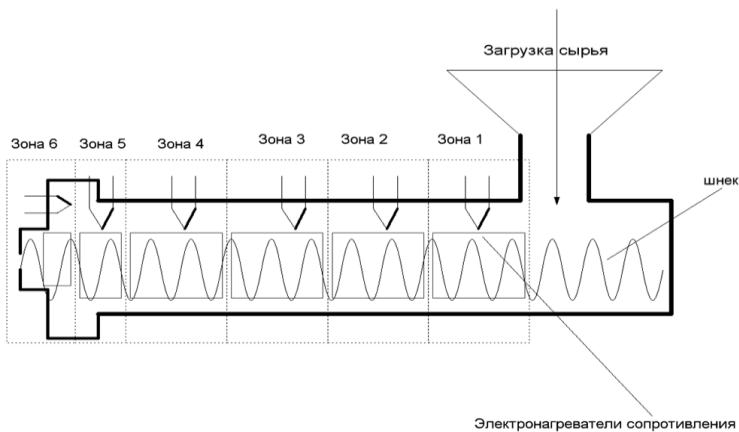 Загрузка сырья
Зона 6
Зона 5
Зона 4
Зона 3
Зона 2
Зона 1
шнек
Электронагреватели сопротивления